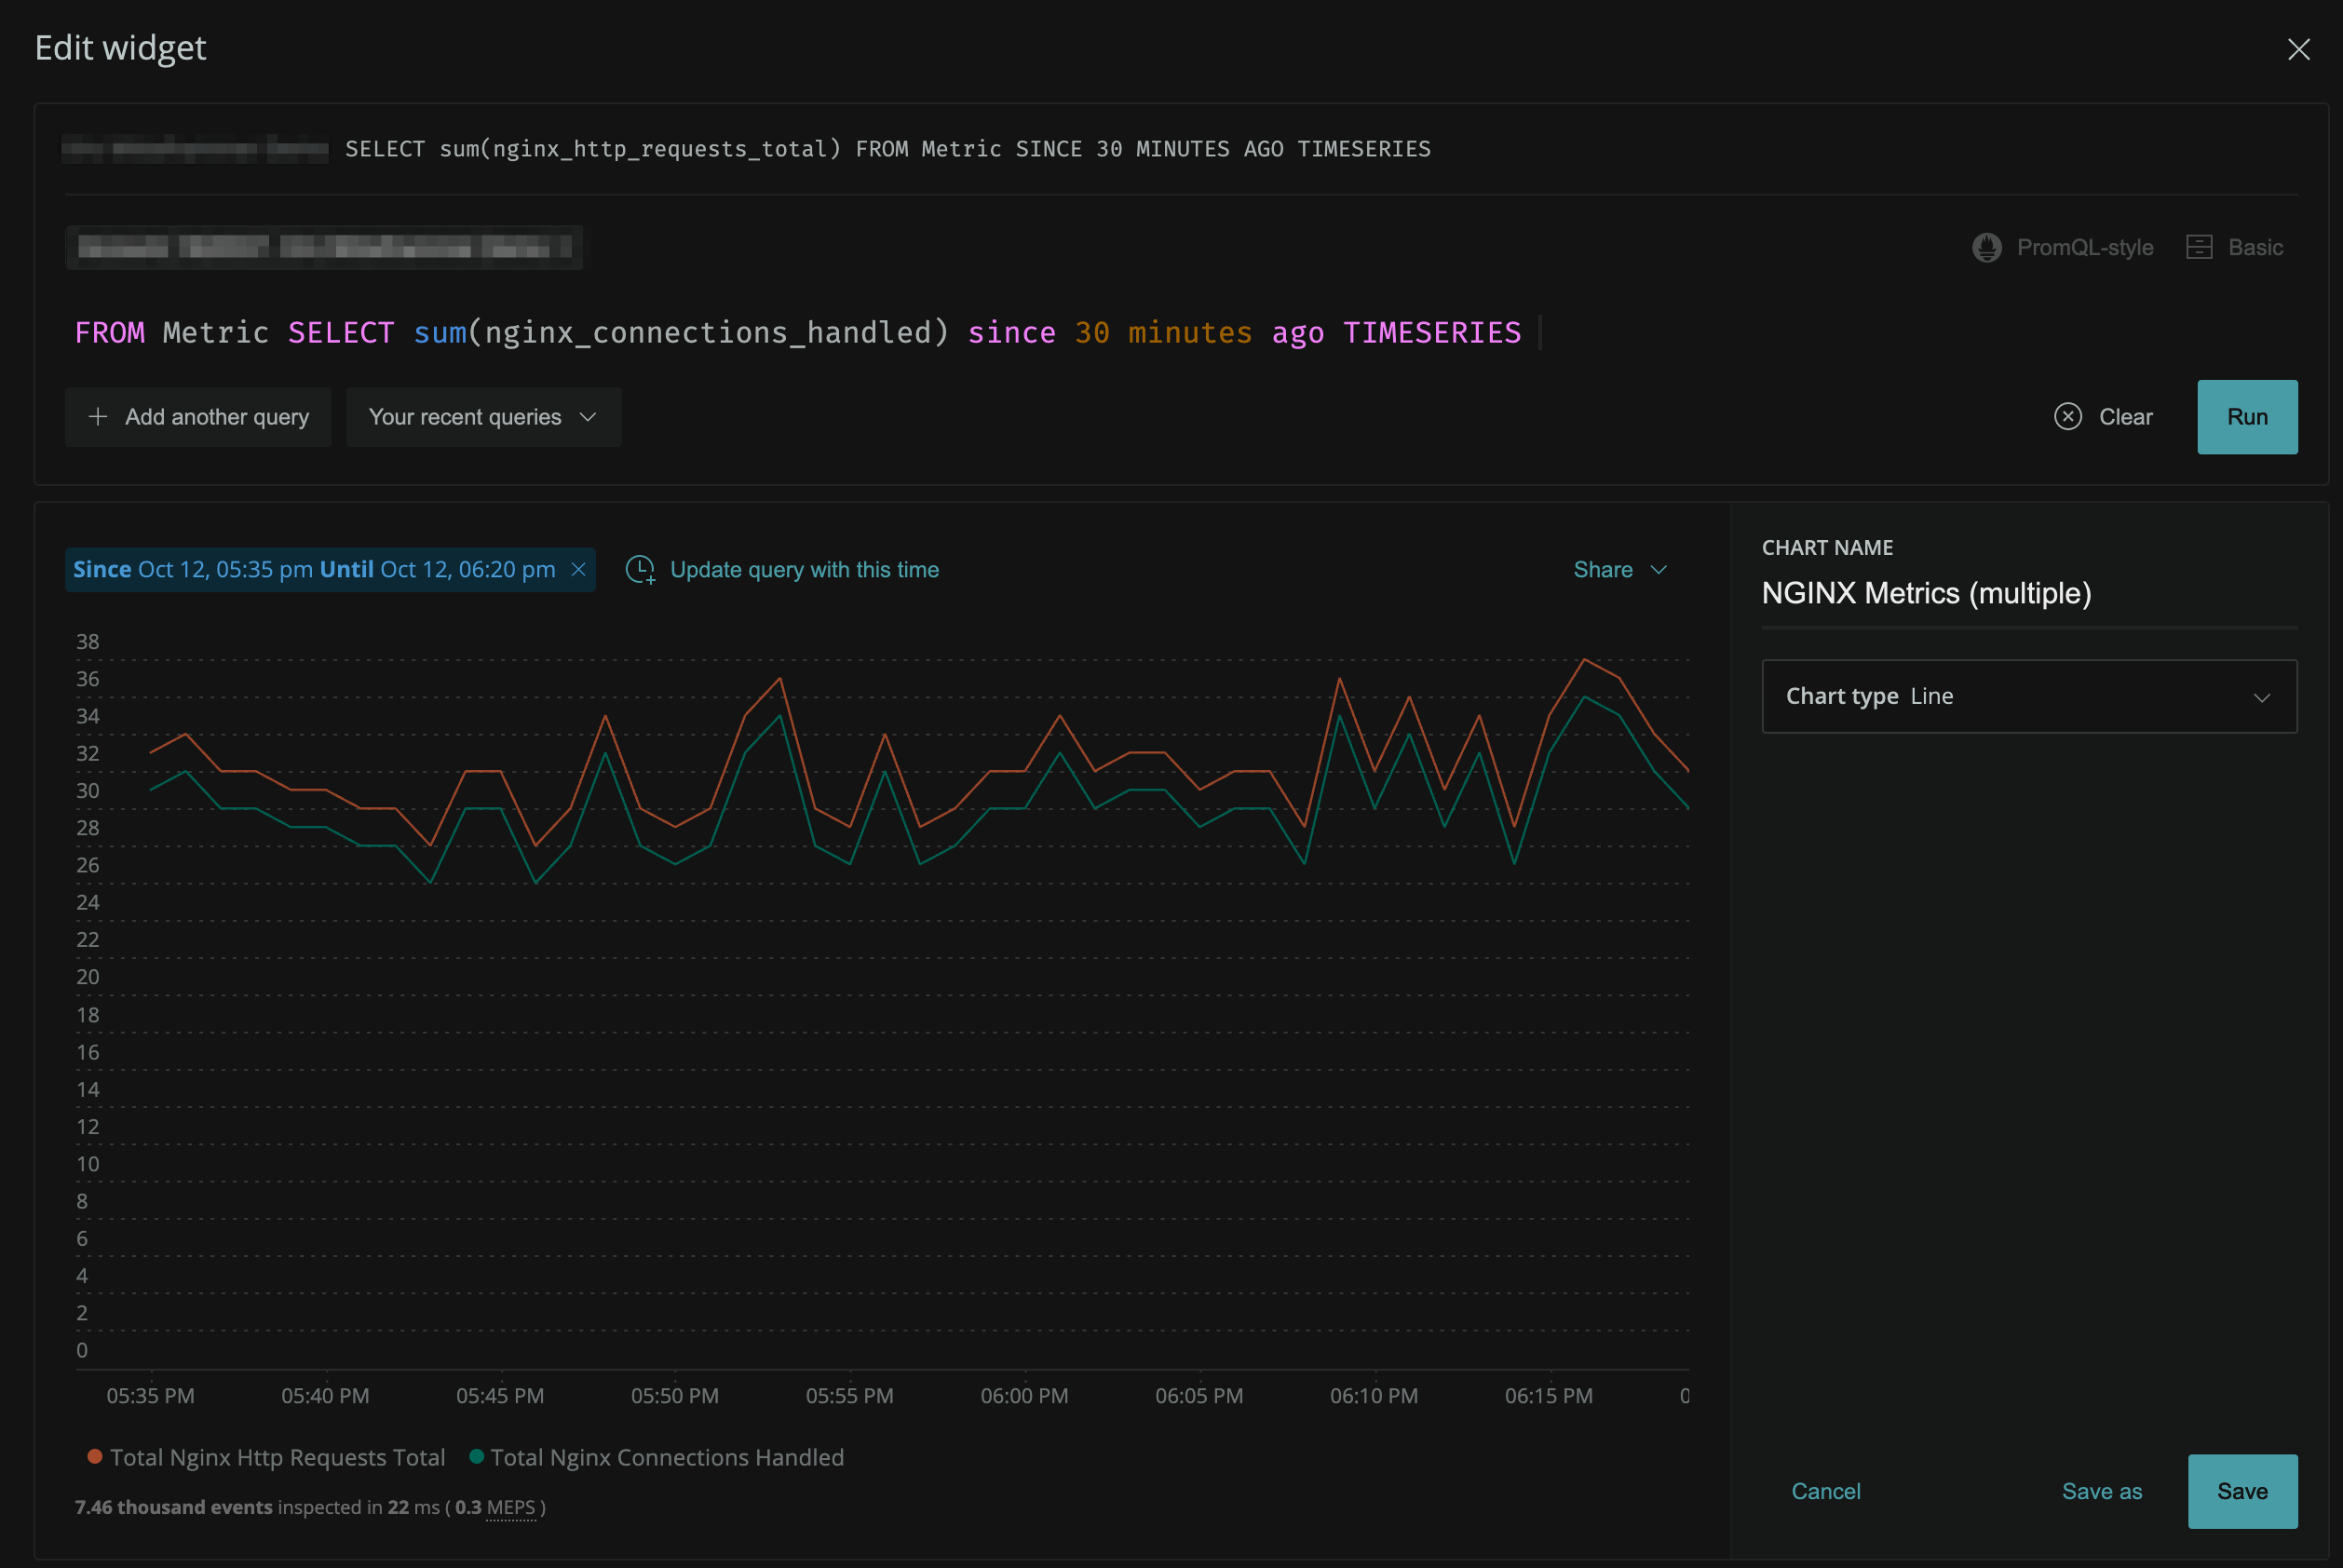 Edit widget
SELECT sum(nginx_http_requests_total) FROM Metric SINCE 30 MINUTES AGO TIMESERIES
PromQL-style Basic
FROM Metric SELECT sum(nginx_connections_handled) since 30 minutes ago TIMESERIES
Add another query Your recent queries Clear Run
Since Oct 12, 05:35 pm Until Oct 12, 06:20 pm Update query with this time Share
CHART NAME
NGINX Metrics (multiple)
Chart type Line
38
36
34
32
30
28
26
24
22
20
18
16
14
12
10
8
6
4
2
0
05:35 PM 05:40 PM 05:45 PM 05:50 PM 05:55 PM 06:00 PM 06:05 PM 06:10 PM 06:15 PM 0
Total Nginx Http Requests Total Total Nginx Connections Handled
7.46 thousand events inspected in 22 ms ( 0.3 MEPS )
Cancel Save as Save